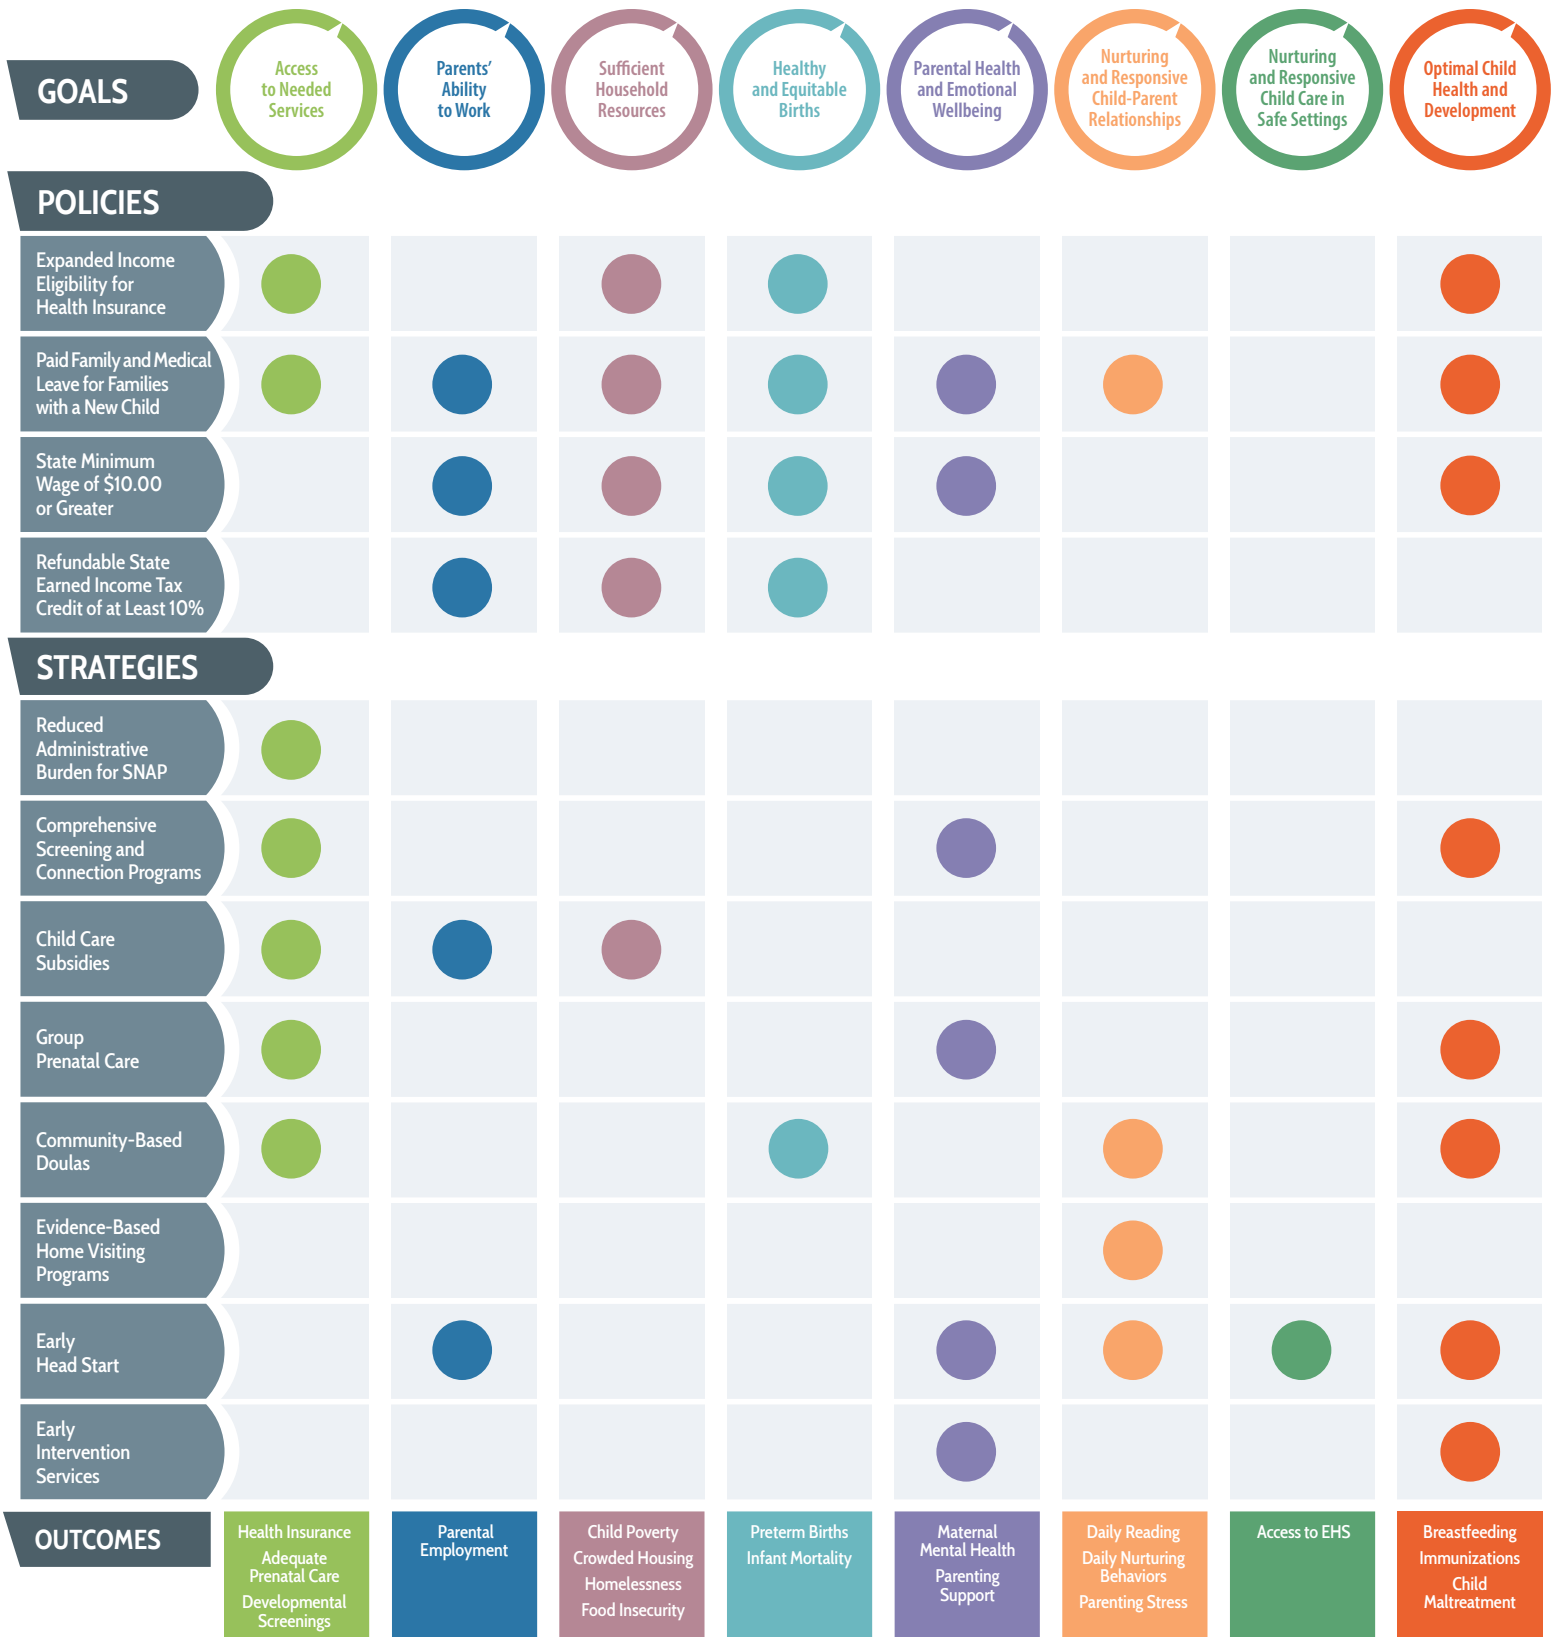 GOALS
Access
to Needed
Services
Parents'
Ability
to Work
Sufficient
Household
Resources
Healthy
and Equitable
Births
Parental Health
and Emotional
Wellbeing
Nurturing
and Responsive
Child-Parent
Relationships
Nurturing
and Responsive
Child Care in
Safe Settings
Optimal Child
Health and
Development
POLICIES
Expanded Income
Eligibility for
Health Insurance
Paid Family and Medical
Leave for Families
with a New Child
State Minimum
Wage of $10.00
or Greater
Refundable State
Earned Income Tax
Credit of at Least 10%
STRATEGIES
Reduced
Administrative
Burden for SNAP
Comprehensive
Screening and
Connection Programs
Child Care
Subsidies
Group
Prenatal Care
Community-Based
Doulas
Evidence-Based
Home Visiting
Programs
Early
Head Start
Early
Intervention
Services
OUTCOMES
Health Insurance
Adequate
Prenatal Care
Developmental
Screenings
Parental
Employment
Child Poverty
Crowded Housing
Homelessness
Food Insecurity
Preterm Births
Infant Mortality
Maternal
Mental Health
Parenting
Support
Daily Reading
Daily Nurturing
Behaviors
Parenting Stress
Access to EHS
Breastfeeding
Immunizations
Child
Maltreatment